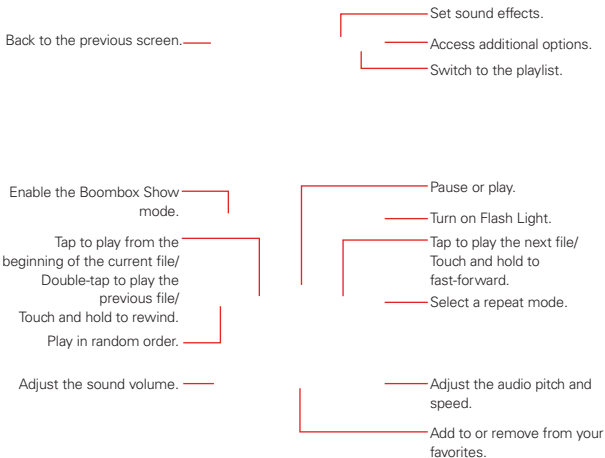 Set sound effects.
Back to the previous screen.
Access additional options.
Switch to the playlist.
Enable the Boombox Show
mode.
Pause or play.
Turn on Flash Light.
Tap to play from the
beginning of the current file/
Double-tap to play the
previous file/
Touch and hold to rewind.
Tap to play the next file/
Touch and hold to
fast-forward.
Select a repeat mode.
Play in random order.
Adjust the sound volume.
Adjust the audio pitch and
speed.
Add to or remove from your
favorites.